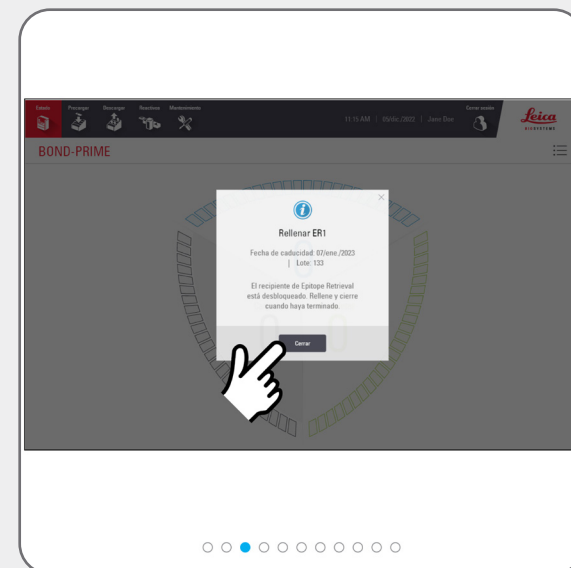 Estado Precargar Descargar Reactivos Mantenimiento
11:15 AM | 05/dic./2022 | Jane Doe
Cerrar sesión
Leica
BIOSYSTEMS
BOND-PRIME
Rellenar ER1
Fecha de caducidad: 07/ene./2023
| Lote: 133
El recipiente de Epitope Retrieval
está desbloqueado. Rellene y cierre
cuando haya terminado.
Cerrar